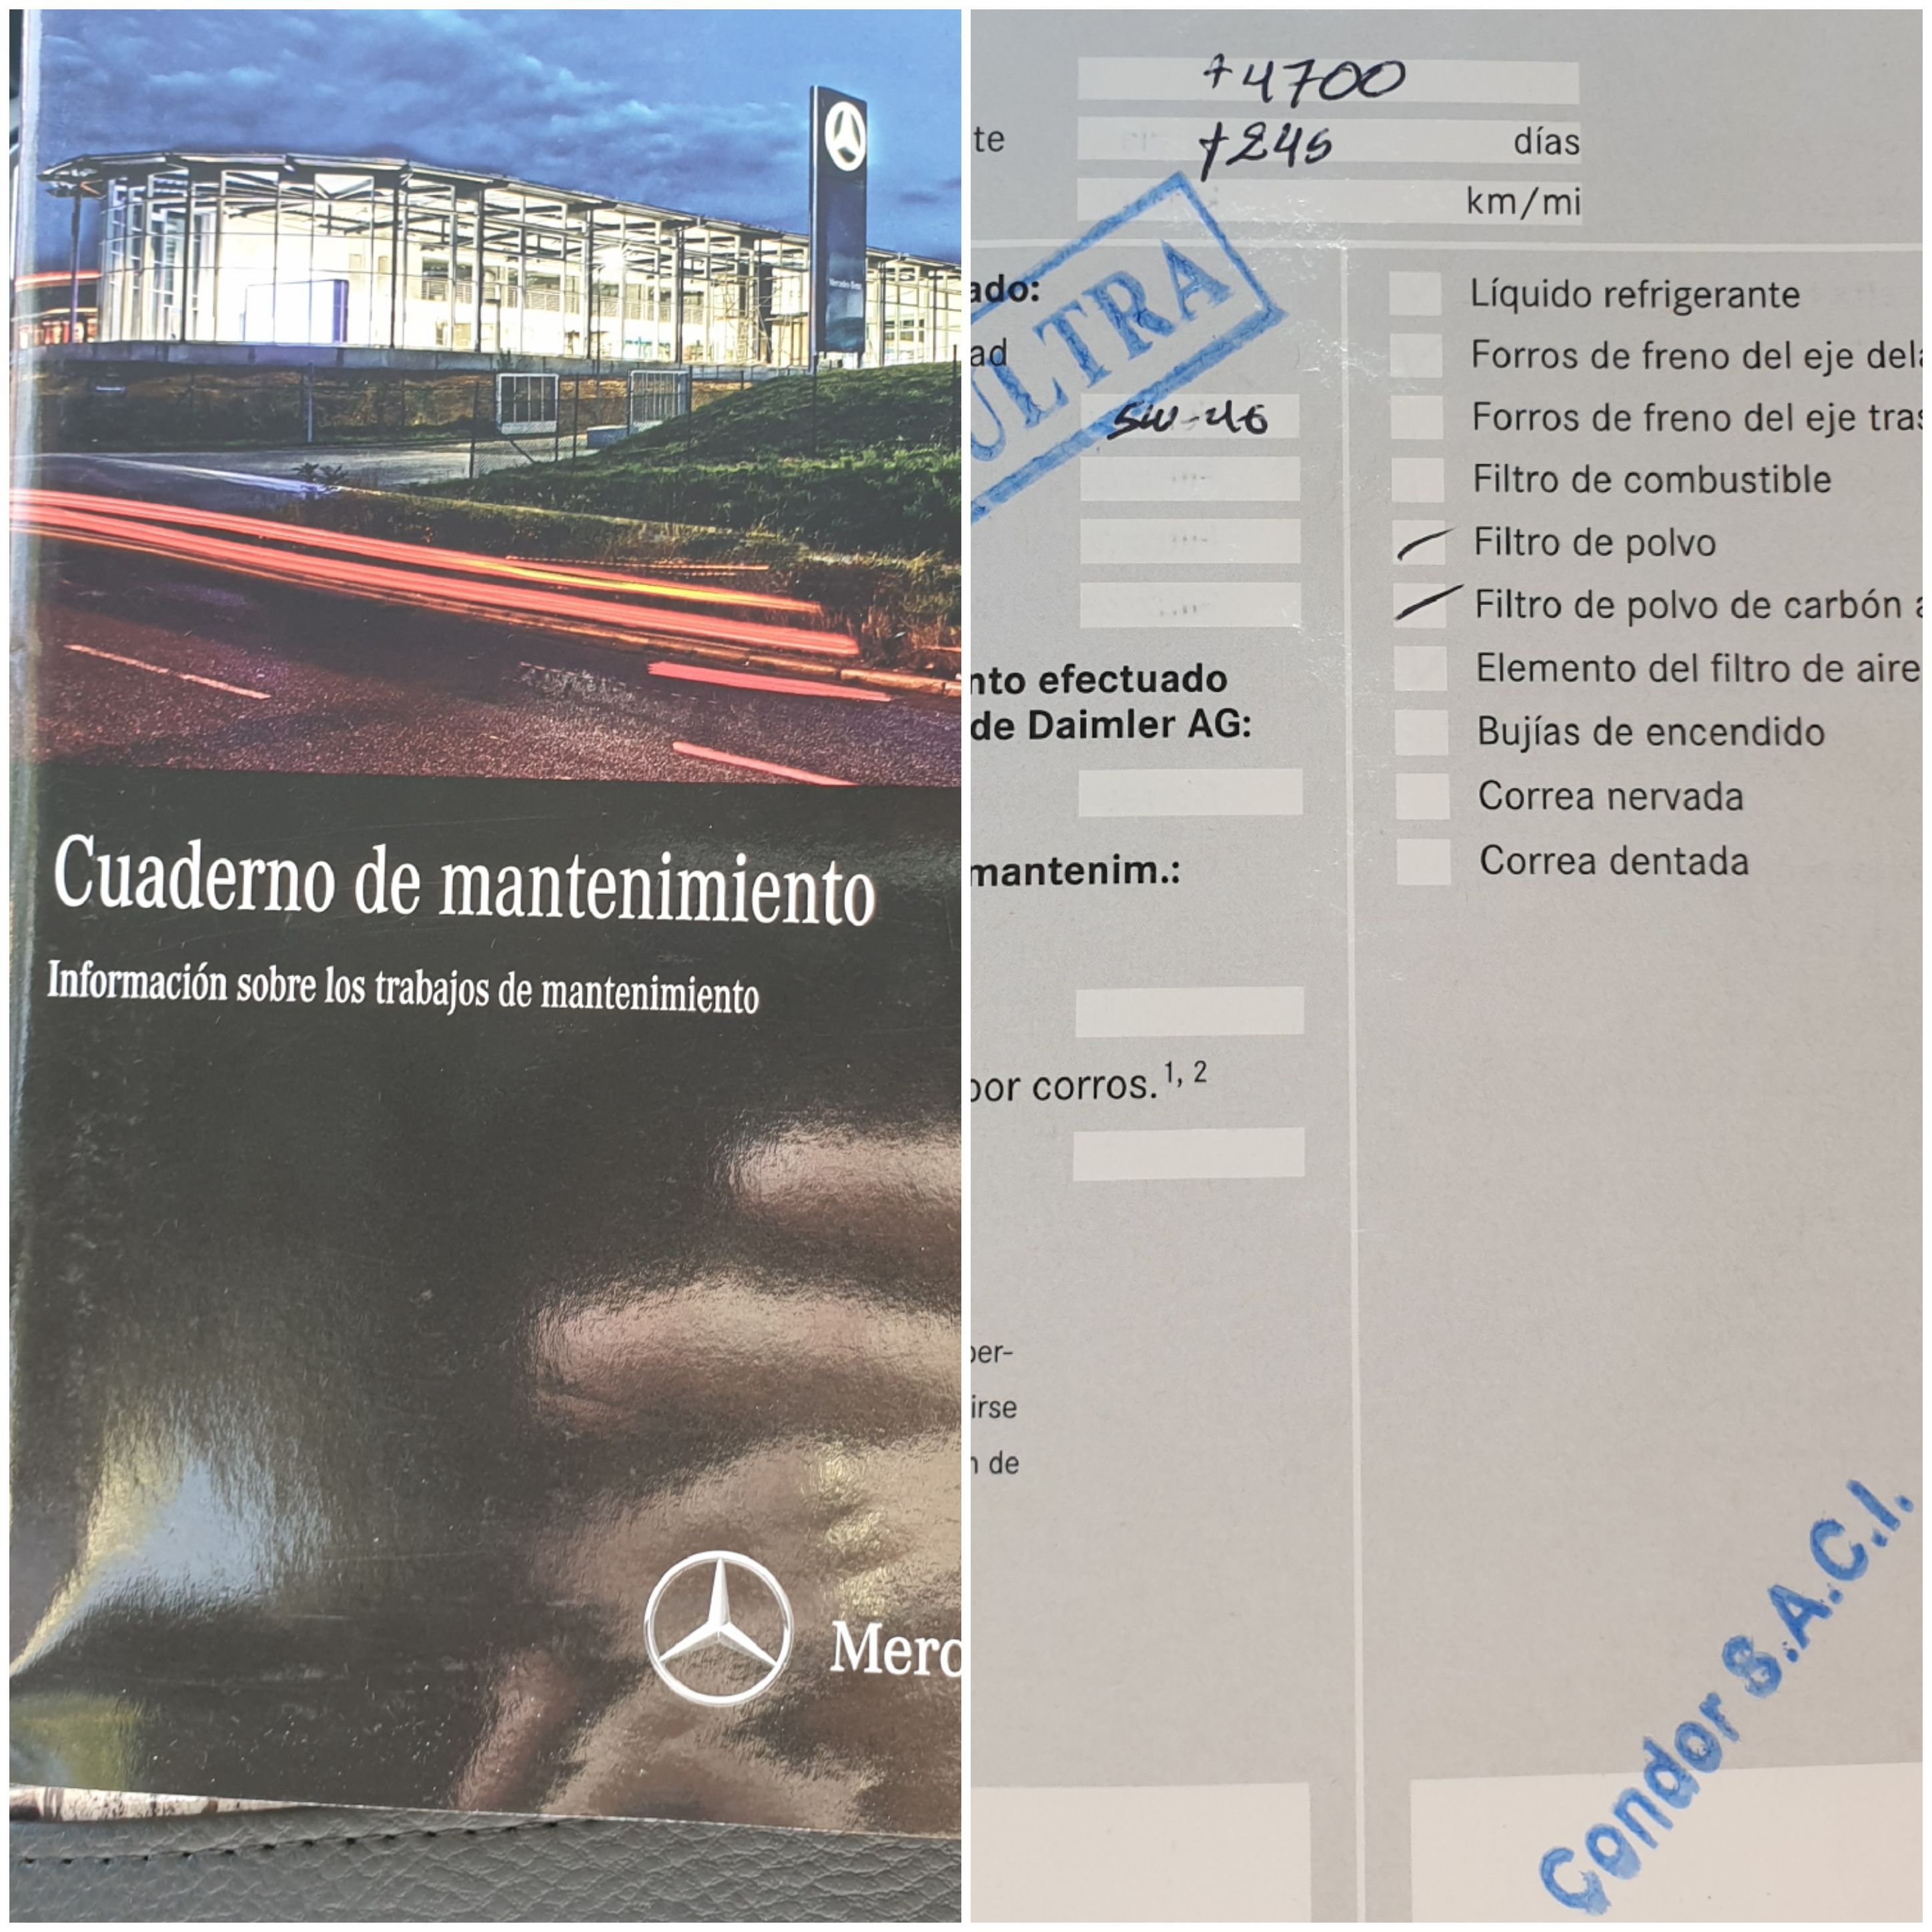 Cuaderno de mantenimiento
Información sobre los trabajos de mantenimiento
Merc
+4700
te +245 días
km/mi
ado:
ad
ULTRA
5W-40
nto efectuado
de Daimler AG:
mantenim.:
por corros.1, 2
per-
irse
n de
Líquido refrigerante
Forros de freno del eje dela
Forros de freno del eje tras
Filtro de combustible
Filtro de polvo
Filtro de polvo de carbón a
Elemento del filtro de aire
Bujías de encendido
Correa nervada
Correa dentada
Condor S.A.C.I.